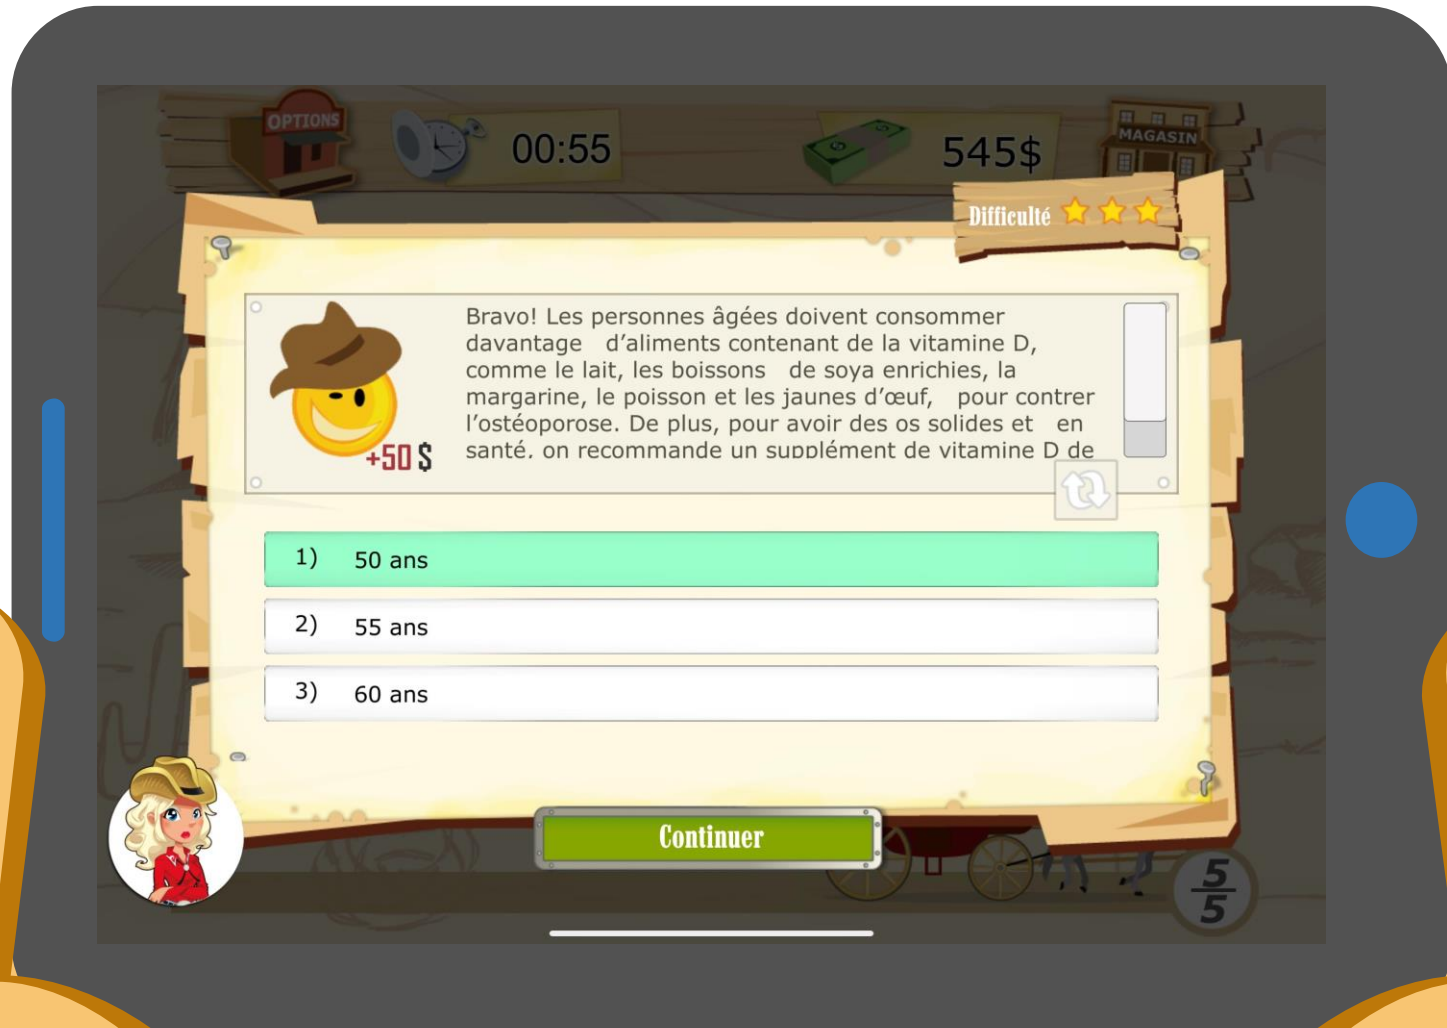 OPTIONS
00:55
545$
MAGASIN
Difficulté
Bravo! Les personnes âgées doivent consommer
davantage d’aliments contenant de la vitamine D,
comme le lait, les boissons de soya enrichies, la
margarine, le poisson et les jaunes d’œuf, pour contrer
l’ostéoporose. De plus, pour avoir des os solides et en
santé, on recommande un supplément de vitamine D de
+50 $
1) 50 ans
2) 55 ans
3) 60 ans
Continuer
5
5